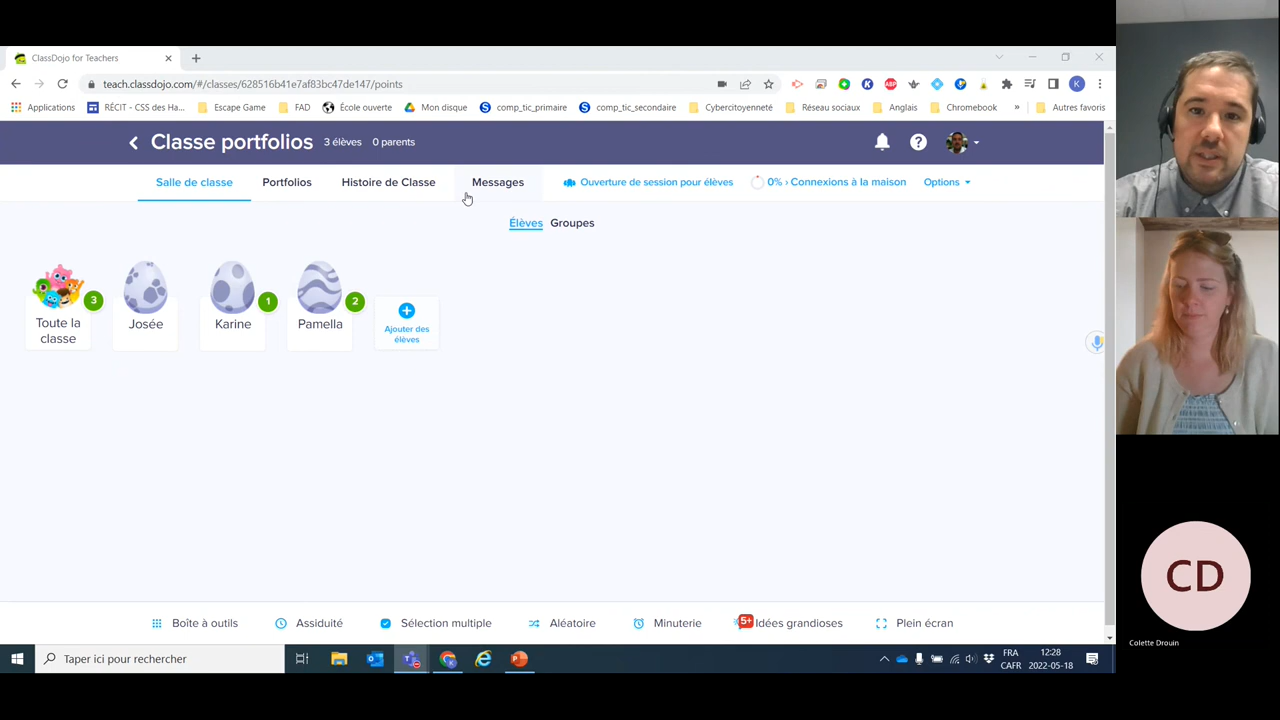 ClassDojo for Teachers
teach.classdojo.com/#/classes/628516b41e7af83bc47de147/points
Applications RÉCIT - CSS des Ha... Escape Game FAD École ouverte Mon disque comp_tic_primaire comp_tic_secondaire Cybercitoyenneté Réseau sociaux Anglais Chromebook » Autres favoris
Classe portfolios 3 élèves 0 parents
Salle de classe Portfolios Histoire de Classe Messages Ouverture de session pour élèves 0% › Connexions à la maison Options
Élèves Groupes
3 1 2
Toute la classe
Josée
Karine
Pamella
Ajouter des élèves
Boîte à outils Assiduité Sélection multiple Aléatoire Minuterie 5+ Idées grandioses Plein écran
Taper ici pour rechercher
FRA
CAFR
12:28
2022-05-18
K
ABP
CD
Colette Drouin